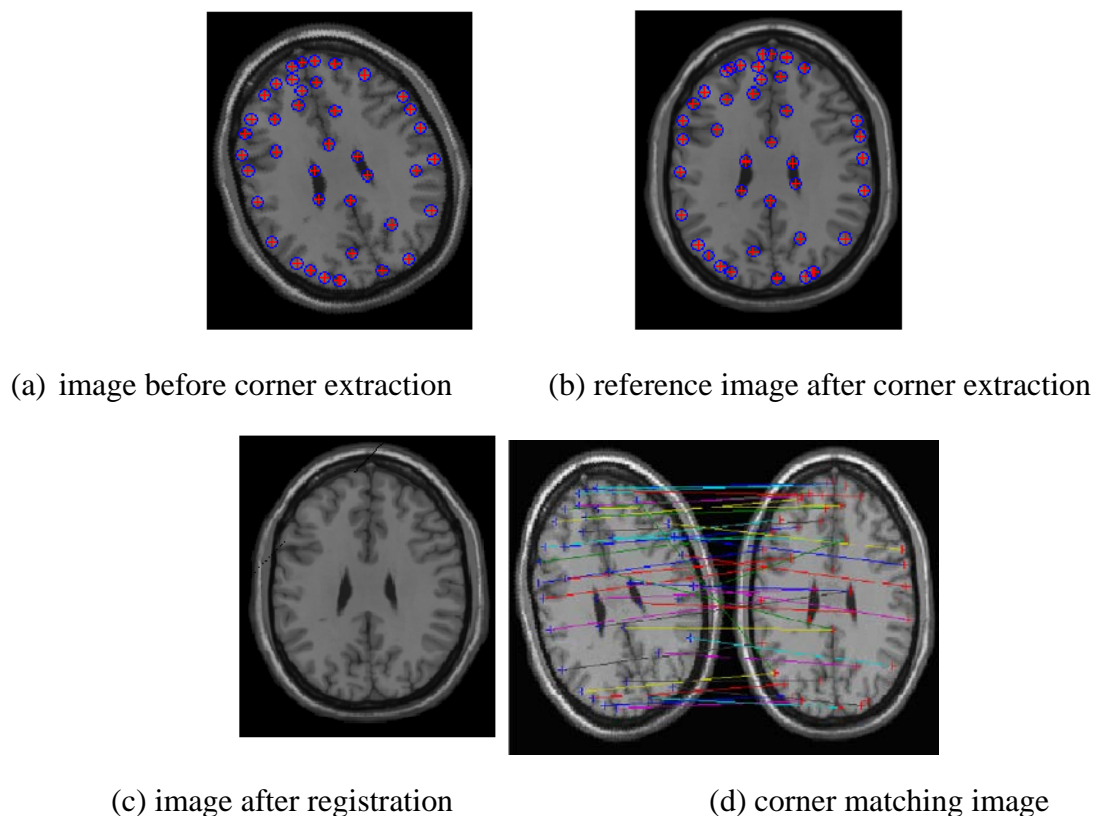 (a) image before corner extraction
(b) reference image after corner extraction
(c) image after registration
(d) corner matching image